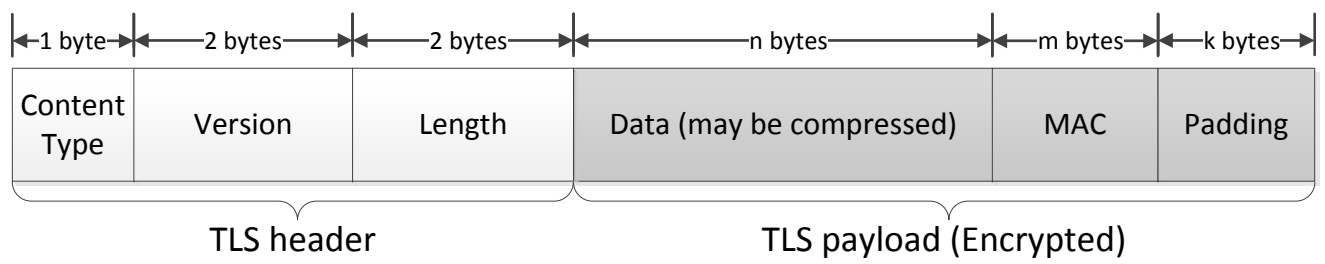 1 byte 2 bytes 2 bytes n bytes m bytes k bytes
Content Type Version Length Data (may be compressed) MAC Padding
TLS header TLS payload (Encrypted)